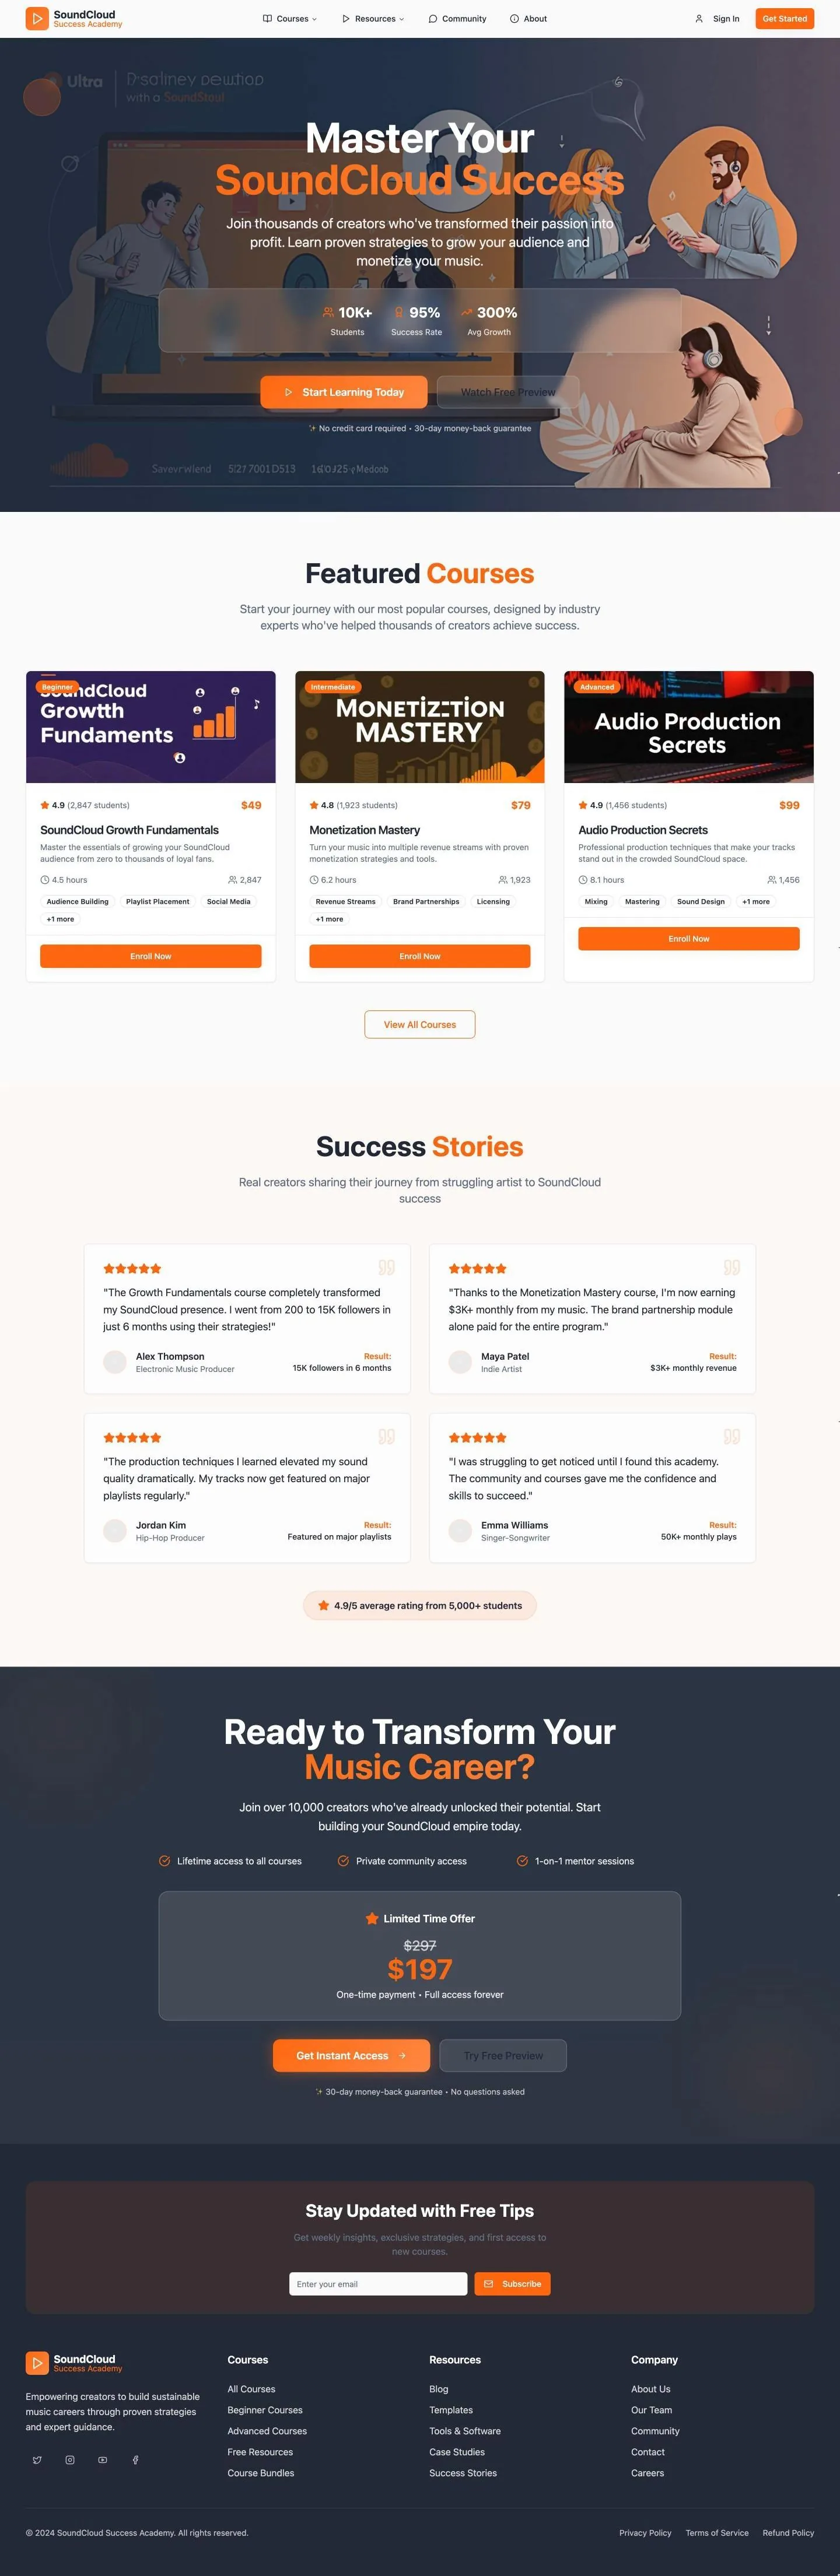 SoundCloud
Success Academy
Courses
Resources
Community
About
Sign In
Get Started
Ultra
with a SoundStoul
Master Your
SoundCloud Success
Join thousands of creators who've transformed their passion into
profit. Learn proven strategies to grow your audience and
monetize your music.
10K+
Students
95%
Success Rate
300%
Avg Growth
Start Learning Today
Watch Free Preview
✨ No credit card required • 30-day money-back guarantee
Featured Courses
Start your journey with our most popular courses, designed by industry
experts who've helped thousands of creators achieve success.
Beginner
SoundCloud
Growtth
Fundaments
4.9 (2,847 students)
$49
SoundCloud Growth Fundamentals
Master the essentials of growing your SoundCloud
audience from zero to thousands of loyal fans.
4.5 hours
2,847
Audience Building
Playlist Placement
Social Media
+1 more
Enroll Now
Intermediate
MONETIZTION
MASTERY
4.8 (1,923 students)
$79
Monetization Mastery
Turn your music into multiple revenue streams with proven
monetization strategies and tools.
6.2 hours
1,923
Revenue Streams
Brand Partnerships
Licensing
+1 more
Enroll Now
Advanced
Audio Production
Secrets
4.9 (1,456 students)
$99
Audio Production Secrets
Professional production techniques that make your tracks
stand out in the crowded SoundCloud space.
8.1 hours
1,456
Mixing
Mastering
Sound Design
+1 more
Enroll Now
View All Courses
Success Stories
Real creators sharing their journey from struggling artist to SoundCloud
success
"The Growth Fundamentals course completely transformed
my SoundCloud presence. I went from 200 to 15K followers in
just 6 months using their strategies!"
Alex Thompson
Electronic Music Producer
Result:
15K followers in 6 months
"Thanks to the Monetization Mastery course, I'm now earning
$3K+ monthly from my music. The brand partnership module
alone paid for the entire program."
Maya Patel
Indie Artist
Result:
$3K+ monthly revenue
"The production techniques I learned elevated my sound
quality dramatically. My tracks now get featured on major
playlists regularly."
Jordan Kim
Hip-Hop Producer
Result:
Featured on major playlists
"I was struggling to get noticed until I found this academy.
The community and courses gave me the confidence and
skills to succeed."
Emma Williams
Singer-Songwriter
Result:
50K+ monthly plays
4.9/5 average rating from 5,000+ students
Ready to Transform Your
Music Career?
Join over 10,000 creators who've already unlocked their potential. Start
building your SoundCloud empire today.
Lifetime access to all courses
Private community access
1-on-1 mentor sessions
Limited Time Offer
$297
$197
One-time payment • Full access forever
Get Instant Access
Try Free Preview
✨ 30-day money-back guarantee • No questions asked
Stay Updated with Free Tips
Get weekly insights, exclusive strategies, and first access to
new courses.
Enter your email
Subscribe
SoundCloud
Success Academy
Empowering creators to build sustainable
music careers through proven strategies
and expert guidance.
Courses
All Courses
Beginner Courses
Advanced Courses
Free Resources
Course Bundles
Resources
Blog
Templates
Tools & Software
Case Studies
Success Stories
Company
About Us
Our Team
Community
Contact
Careers
© 2024 SoundCloud Success Academy. All rights reserved.
Privacy Policy
Terms of Service
Refund Policy